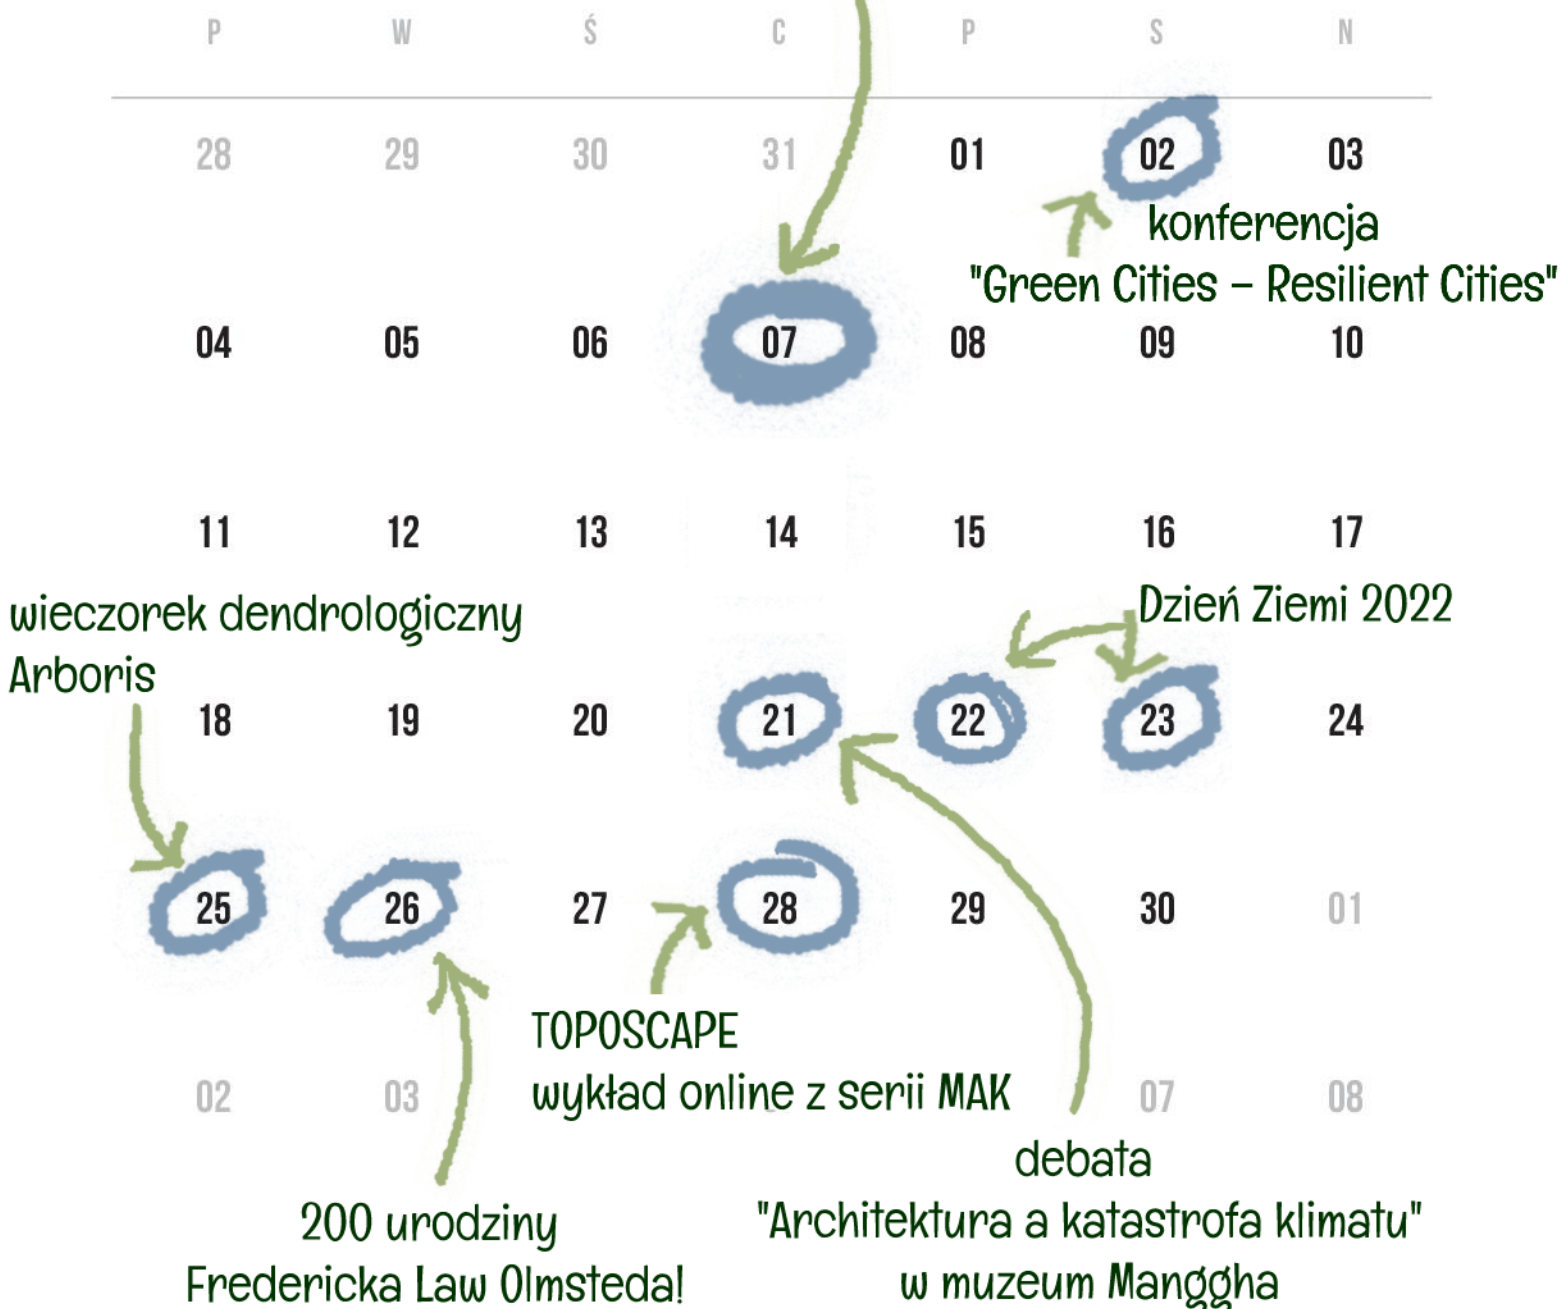 P W Ś C P S N
28 29 30 31 01 02 03
konferencja
"Green Cities – Resilient Cities"
04 05 06 07 08 09 10
11 12 13 14 15 16 17
wieczorek dendrologiczny
Arboris
Dzień Ziemi 2022
18 19 20 21 22 23 24
25 26 27 28 29 30 01
TOPOSCAPE
wykład online z serii MAK
02 03 07 08
debata
"Architektura a katastrofa klimatu"
w muzeum Manggha
200 urodziny
Fredericka Law Olmsteda!